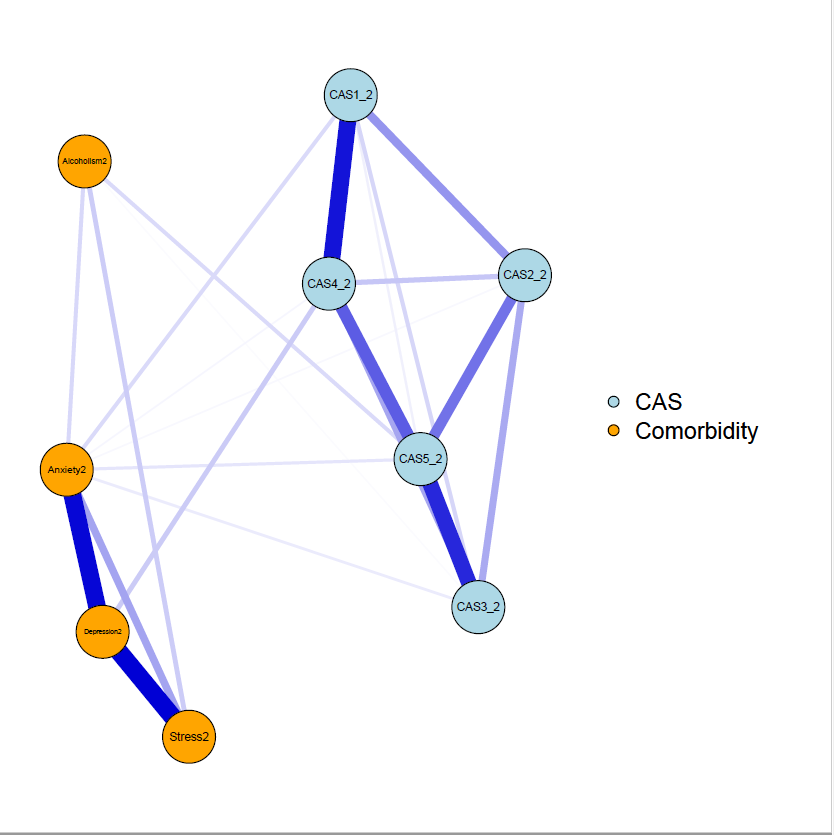 CAS1_2
Alcoholism2
CAS2_2
CAS4_2
CAS
Comorbidity
CAS5_2
Anxiety2
CAS3_2
Depression2
Stress2